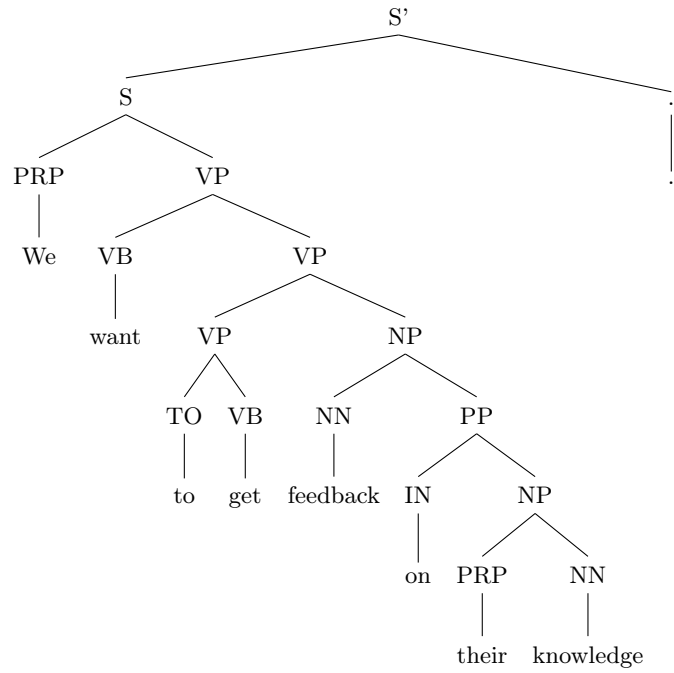 S'
S .
PRP VP .
We VB VP
want VP NP
TO VB NN PP
to get feedback IN NP
on PRP NN
their knowledge